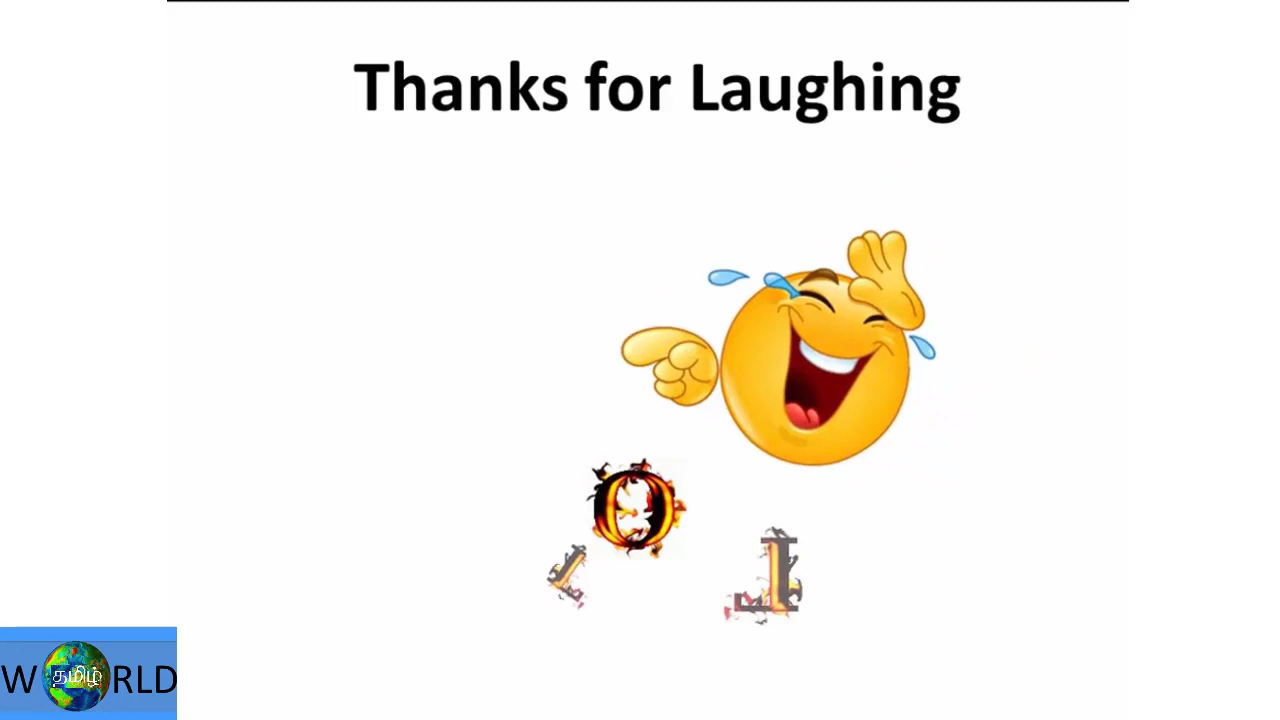 Thanks for Laughing
O
W RLD
தமிழ்